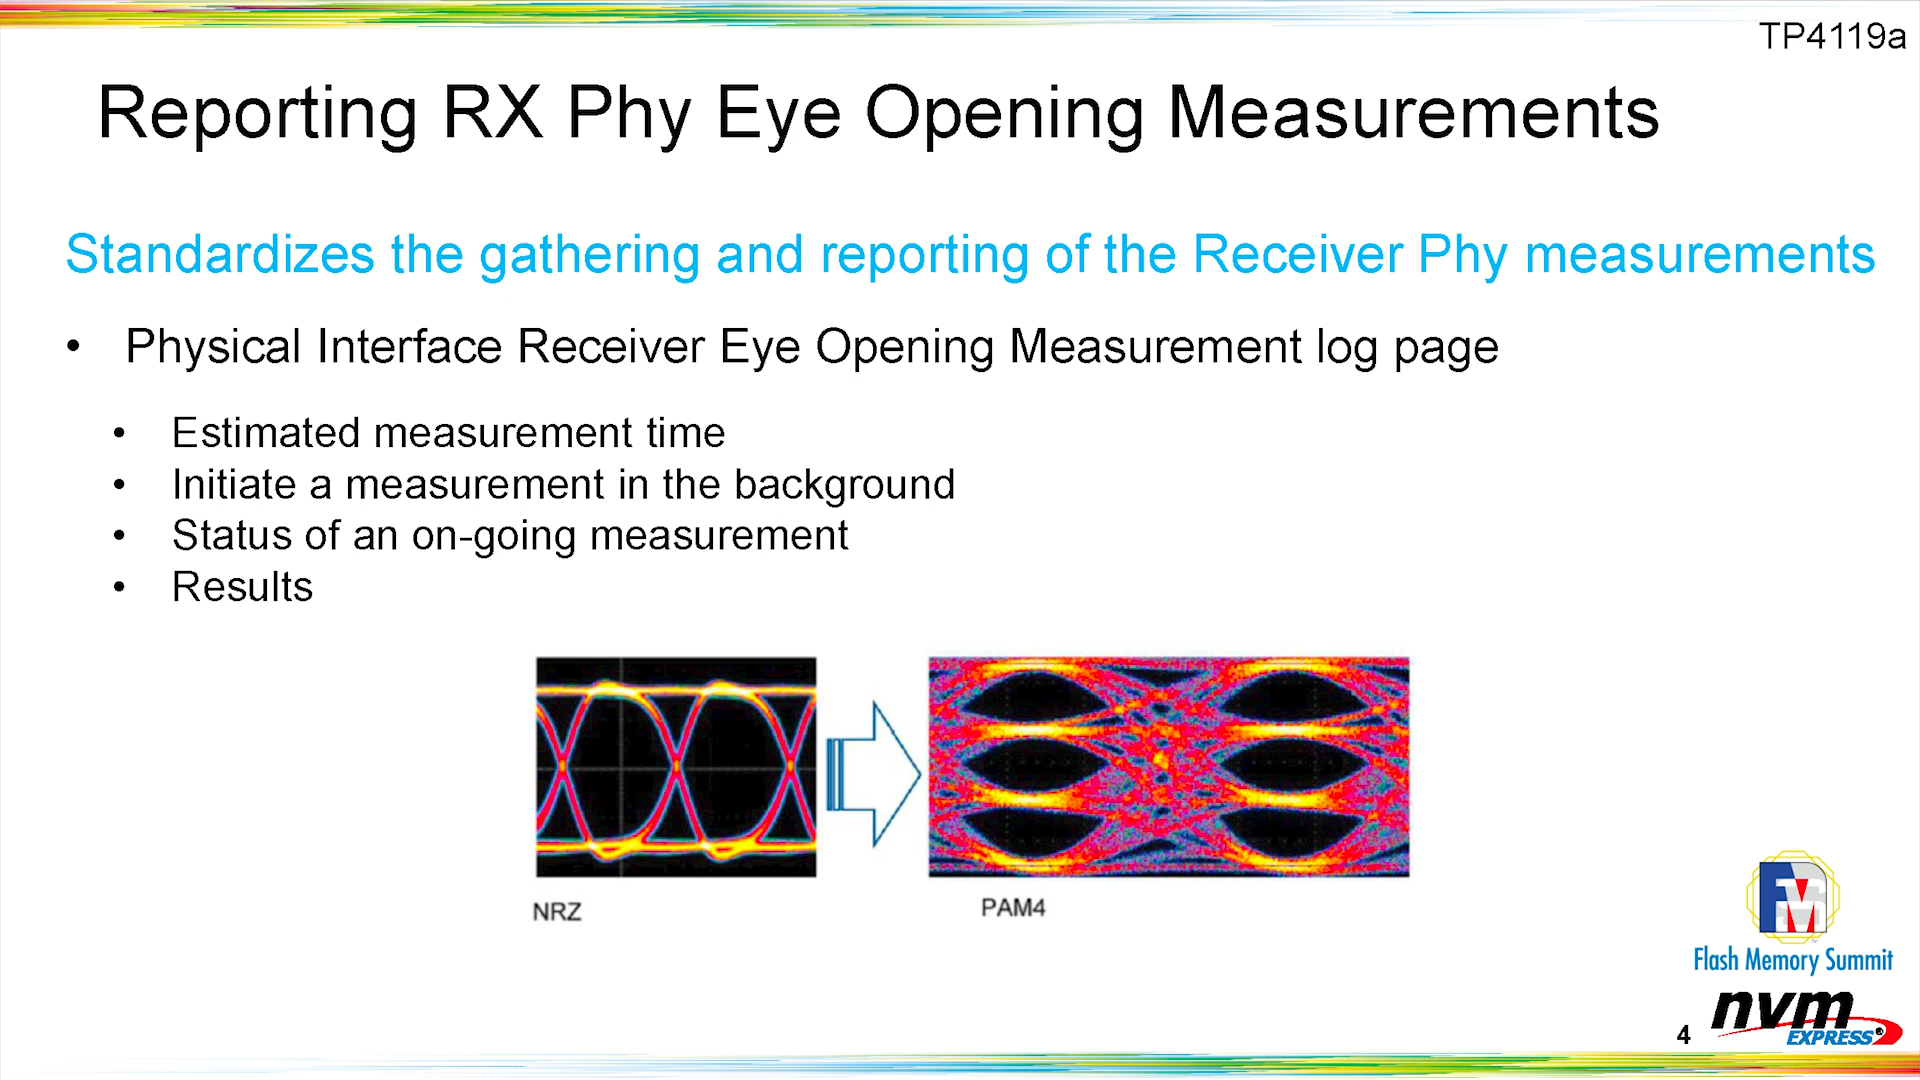 TP4119a
Reporting RX Phy Eye Opening Measurements
Standardizes the gathering and reporting of the Receiver Phy measurements
• Physical Interface Receiver Eye Opening Measurement log page
• Estimated measurement time
• Initiate a measurement in the background
• Status of an on-going measurement
• Results
NRZ
PAM4
FMS
Flash Memory Summit
nvm
EXPRESS®
4